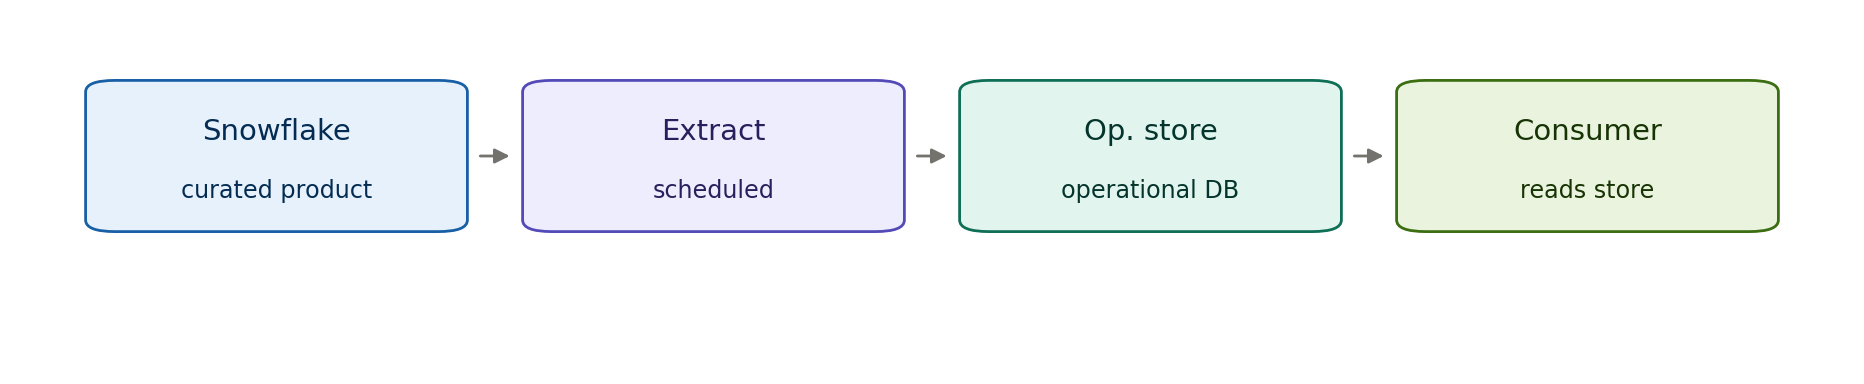 Snowflake
curated product
Extract
scheduled
Op. store
operational DB
Consumer
reads store